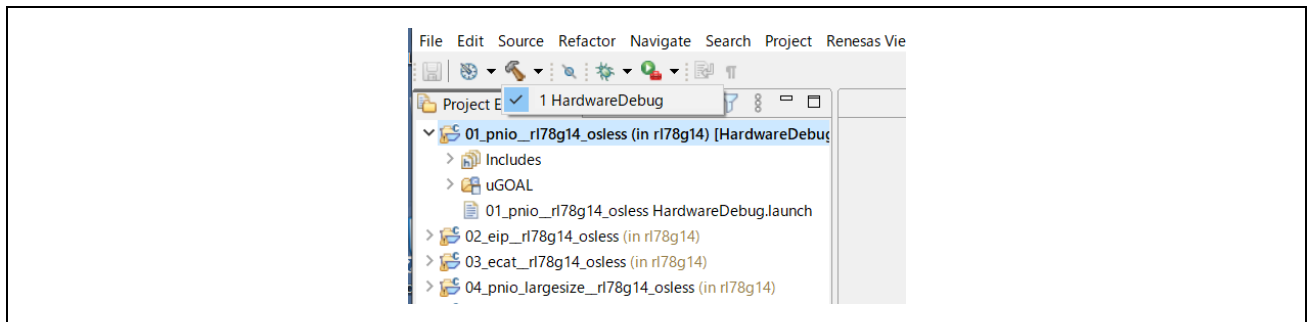 File Edit Source Refactor Navigate Search Project Renesas Vie
Project E 1 HardwareDebug
01_pnio__rl78g14_osless (in rl78g14) [HardwareDebug
Includes
uGOAL
01_pnio__rl78g14_osless HardwareDebug.launch
02_eip__rl78g14_osless (in rl78g14)
03_ecat__rl78g14_osless (in rl78g14)
04_pnio_largesize__rl78g14_osless (in rl78g14)